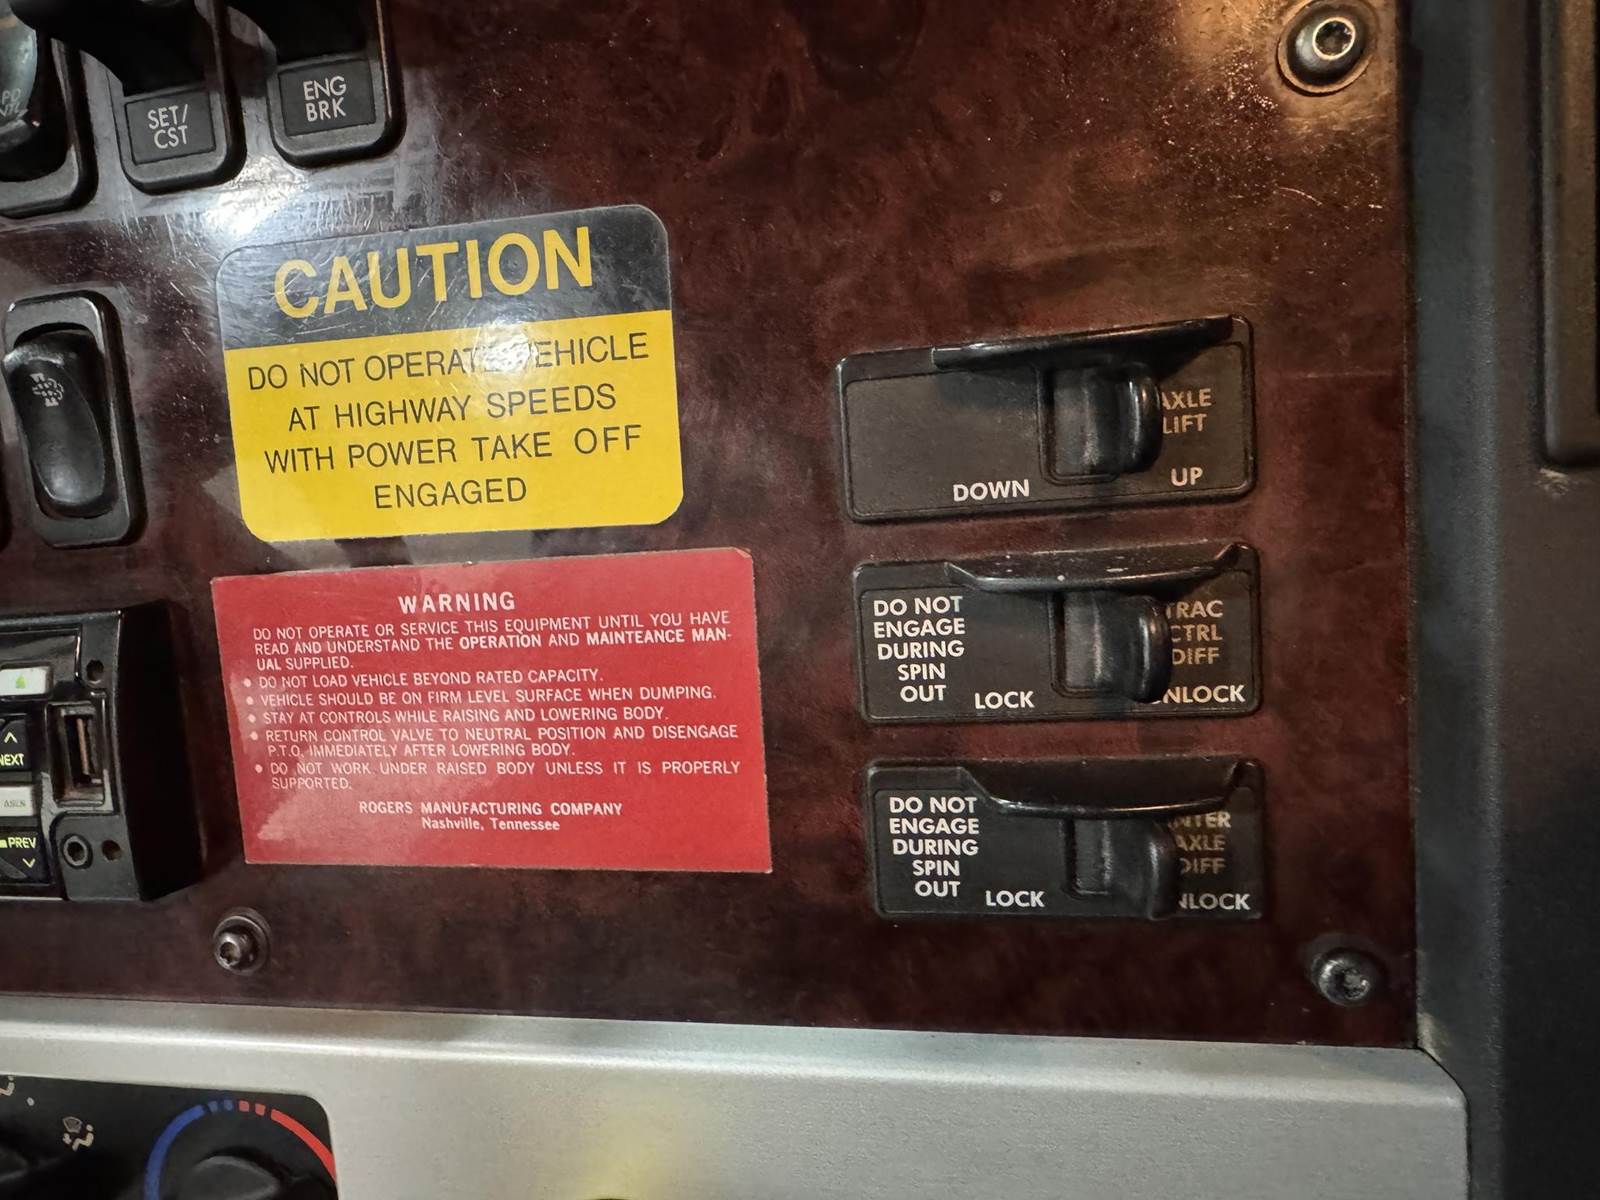 SET/
CST
ENG
BRK
CAUTION
DO NOT OPERATE VEHICLE
AT HIGHWAY SPEEDS
WITH POWER TAKE OFF
ENGAGED
WARNING
DO NOT OPERATE OR SERVICE THIS EQUIPMENT UNTIL YOU HAVE
READ AND UNDERSTAND THE OPERATION AND MAINTEANCE MAN-
UAL SUPPLIED.
• DO NOT LOAD VEHICLE BEYOND RATED CAPACITY.
• VEHICLE SHOULD BE ON FIRM LEVEL SURFACE WHEN DUMPING.
• STAY AT CONTROLS WHILE RAISING AND LOWERING BODY.
• RETURN CONTROL VALVE TO NEUTRAL POSITION AND DISENGAGE
P.T.O. IMMEDIATELY AFTER LOWERING BODY.
• DO NOT WORK UNDER RAISED BODY UNLESS IT IS PROPERLY
SUPPORTED.
ROGERS MANUFACTURING COMPANY
Nashville, Tennessee
NEXT
PREV
AXLE
LIFT
DOWN
UP
DO NOT
ENGAGE
DURING
SPIN
OUT
LOCK
TRAC
CTRL
DIFF
UNLOCK
DO NOT
ENGAGE
DURING
SPIN
OUT
LOCK
INTER
AXLE
DIFF
UNLOCK